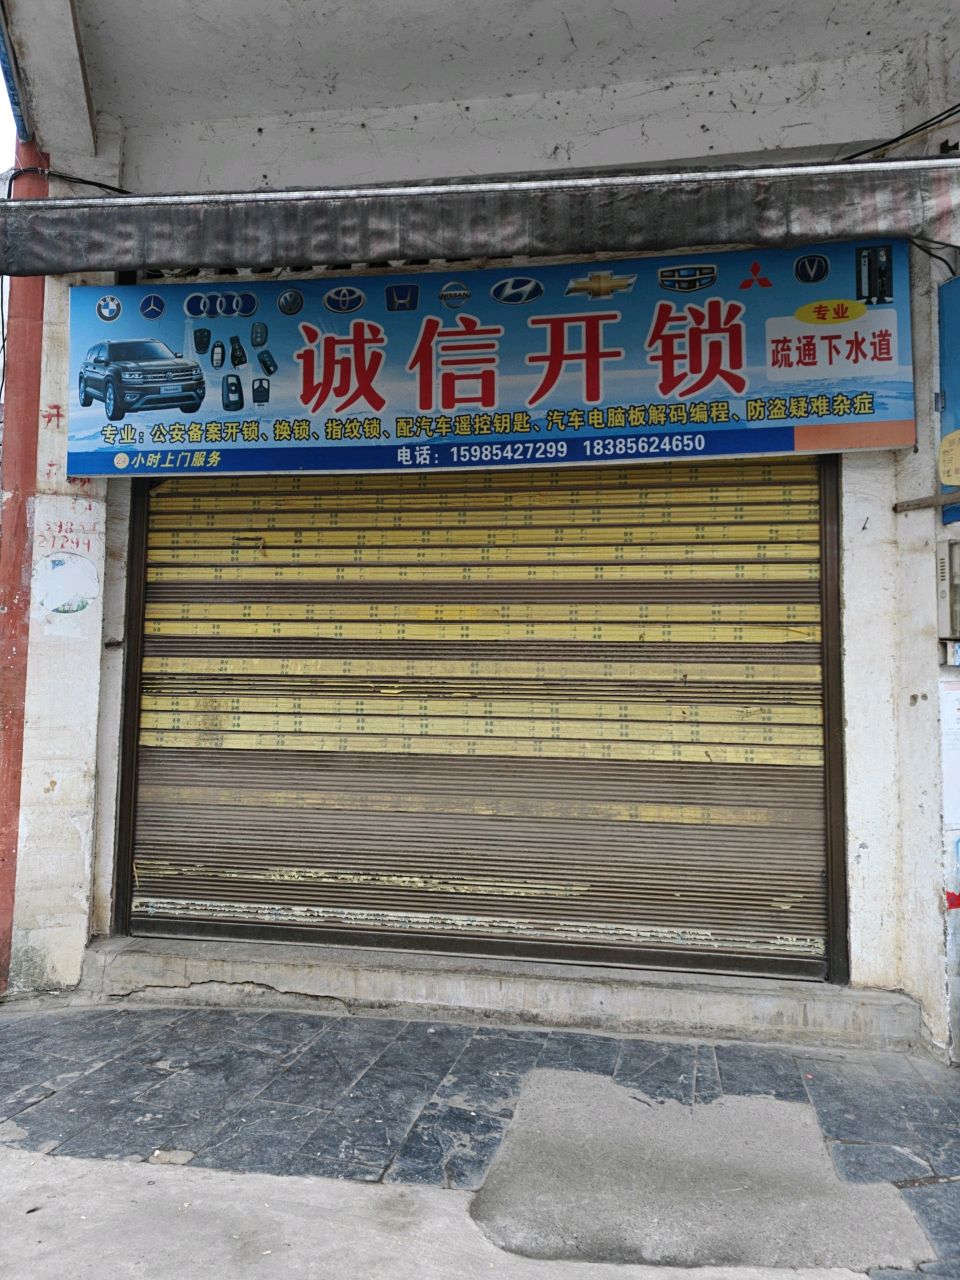 诚信开锁
专业
疏通下水道
专业：公安备案开锁、换锁、指纹锁、配汽车遥控钥匙、汽车电脑板解码编程、防盗疑难杂症
24小时上门服务
电话：15985427299 18385624650
开
锁